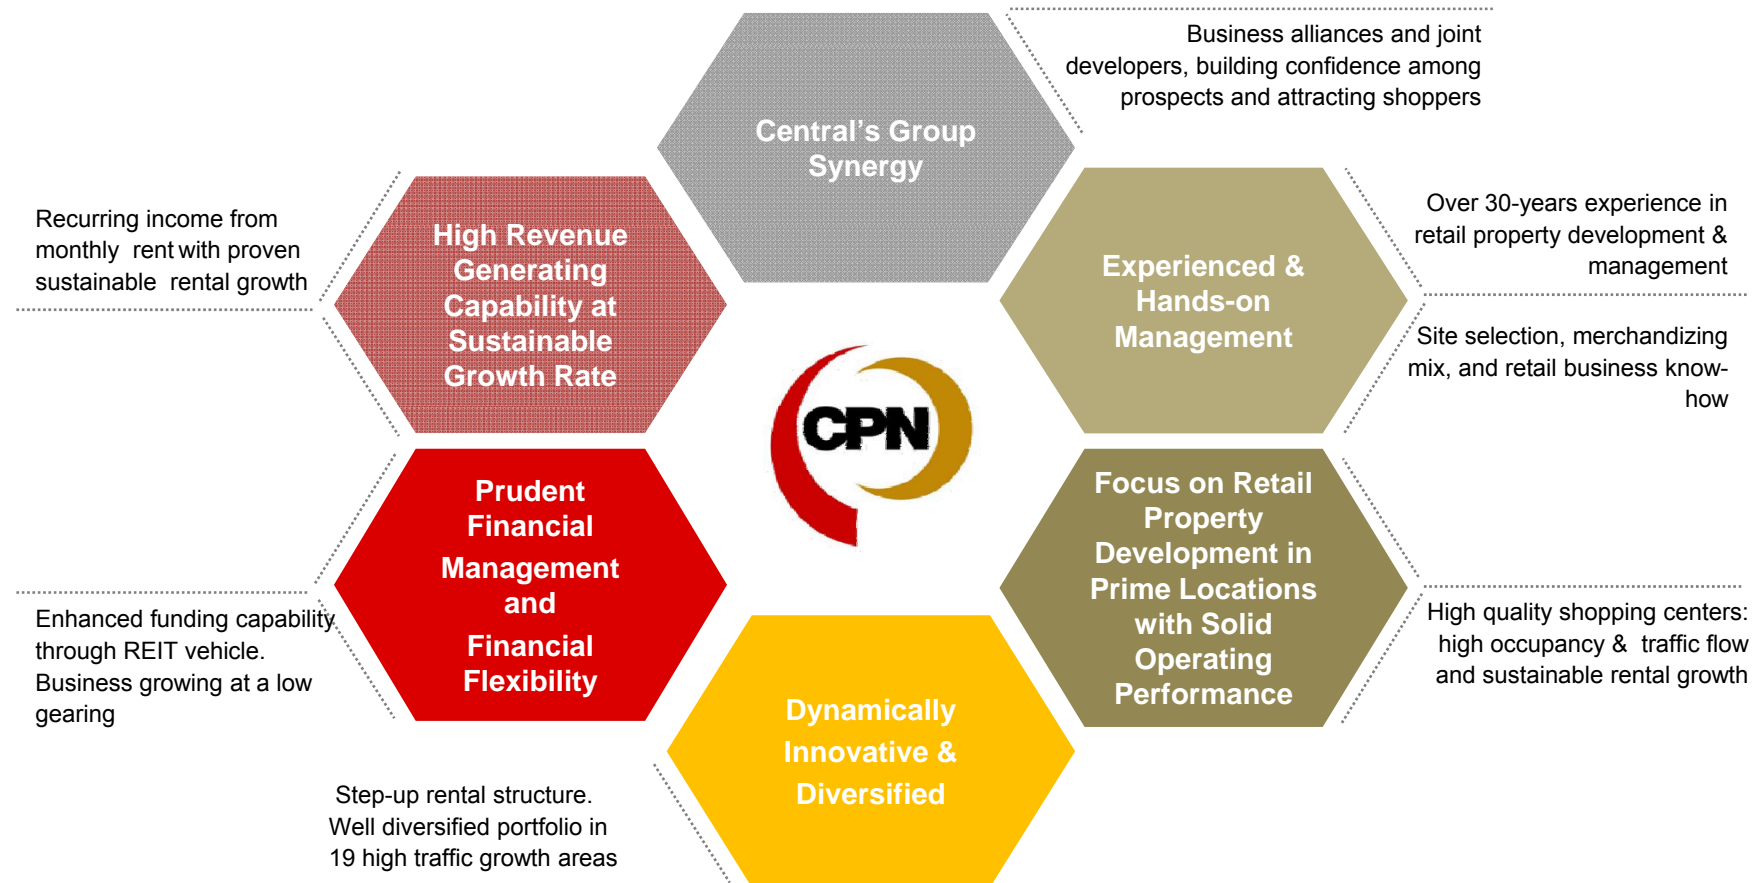 Business alliances and joint
developers, building confidence among
prospects and attracting shoppers
Central’s Group
Synergy
Recurring income from
monthly rent with proven
sustainable rental growth
High Revenue
Generating
Capability at
Sustainable
Growth Rate
Experienced &
Hands-on
Management
Over 30-years experience in
retail property development &
management
Site selection, merchandizing
mix, and retail business know-
how
CPN
Prudent
Financial
Management
and
Financial
Flexibility
Focus on Retail
Property
Development in
Prime Locations
with Solid
Operating
Performance
Enhanced funding capability
through REIT vehicle.
Business growing at a low
gearing
High quality shopping centers:
high occupancy & traffic flow
and sustainable rental growth
Dynamically
Innovative &
Diversified
Step-up rental structure.
Well diversified portfolio in
19 high traffic growth areas